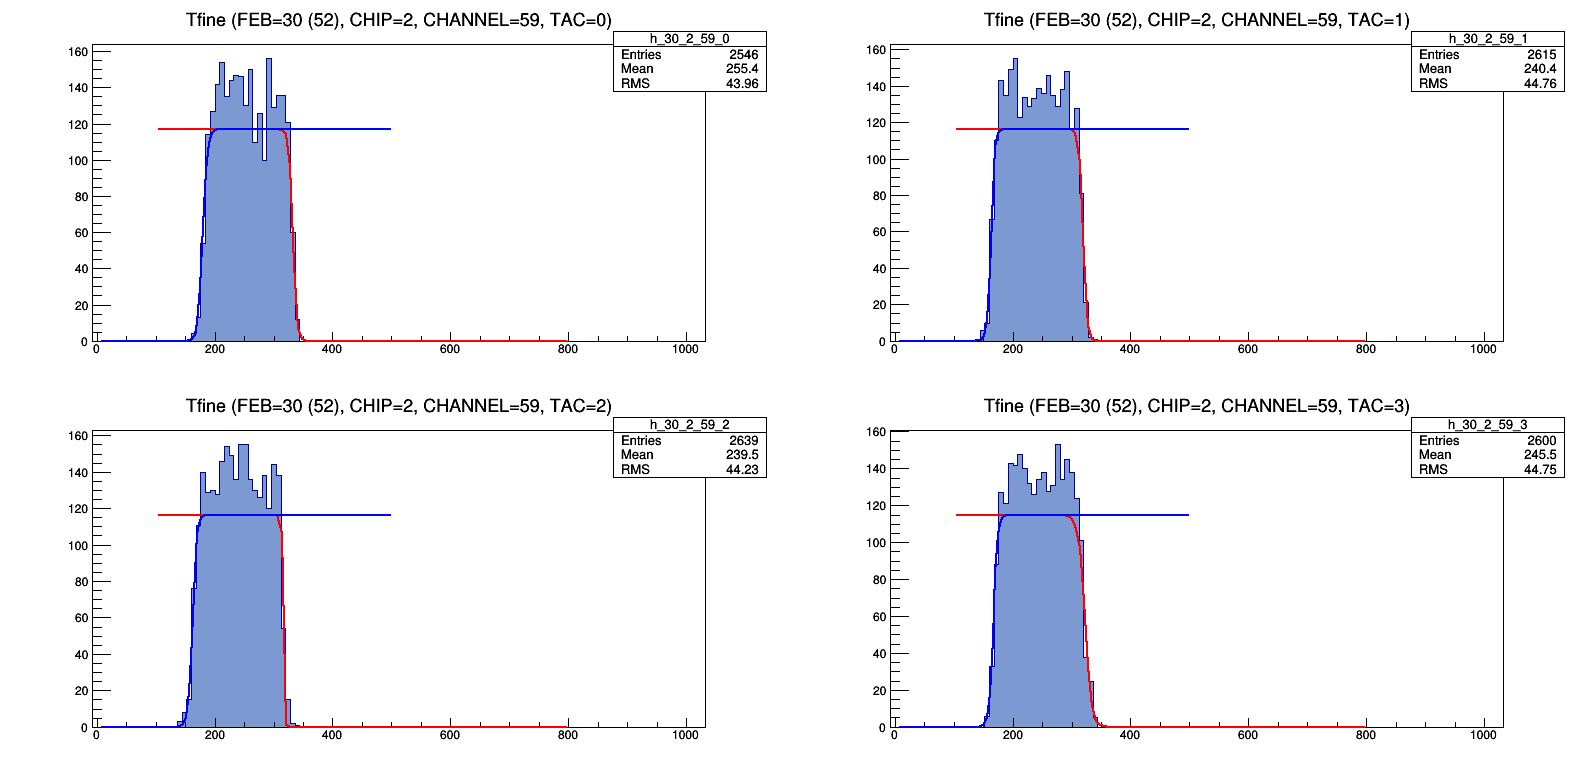 Tfine (FEB=30 (52), CHIP=2, CHANNEL=59, TAC=0)
h_30_2_59_0
Entries 2546
Mean 255.4
RMS 43.96
160
140
120
100
80
60
40
20
0
0 200 400 600 800 1000
Tfine (FEB=30 (52), CHIP=2, CHANNEL=59, TAC=1)
h_30_2_59_1
Entries 2615
Mean 240.4
RMS 44.76
160
140
120
100
80
60
40
20
0
0 200 400 600 800 1000
Tfine (FEB=30 (52), CHIP=2, CHANNEL=59, TAC=2)
h_30_2_59_2
Entries 2639
Mean 239.5
RMS 44.23
160
140
120
100
80
60
40
20
0
0 200 400 600 800 1000
Tfine (FEB=30 (52), CHIP=2, CHANNEL=59, TAC=3)
h_30_2_59_3
Entries 2600
Mean 245.5
RMS 44.75
160
140
120
100
80
60
40
20
0
0 200 400 600 800 1000